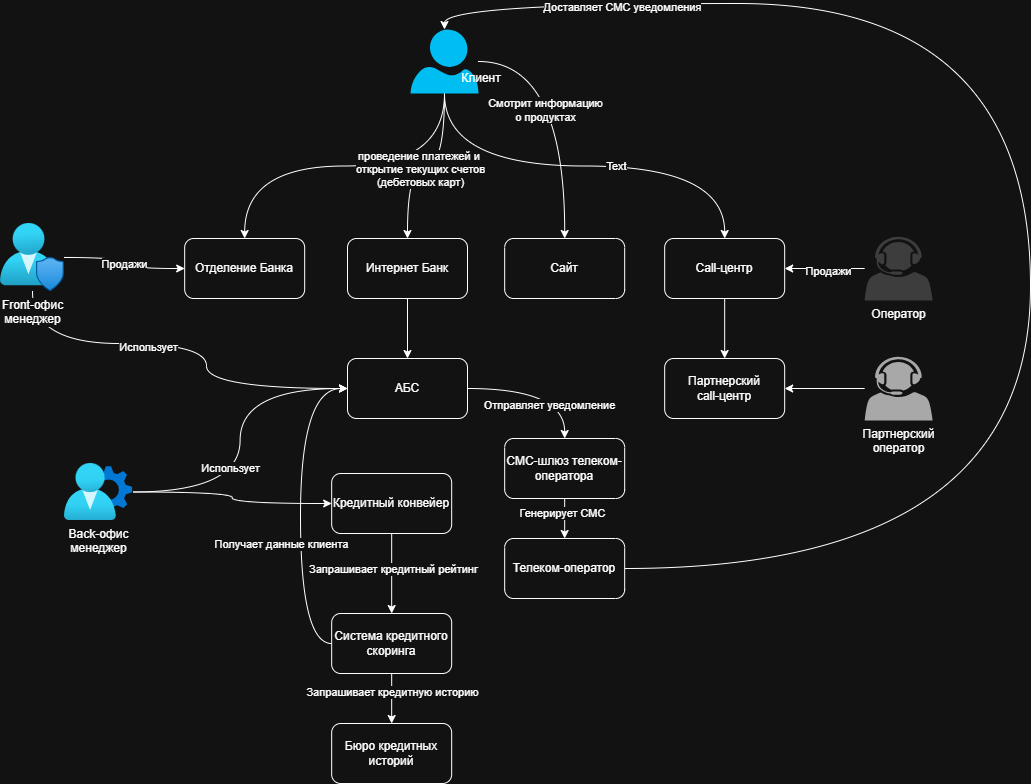 Доставляет СМС уведомления
Клиент
Смотрит информацию
о продуктах
проведение платежей и
открытие текущих счетов
(дебетовых карт)
Text
Отделение Банка
Интернет Банк
Сайт
Call-центр
Продажи
Продажи
Front-офис
менеджер
Оператор
Использует
АБС
Партнерский
call-центр
Отправляет уведомление
Партнерский
оператор
СМС-шлюз телеком-
оператора
Использует
Кредитный конвейер
Генерирует СМС
Back-офис
менеджер
Получает данные клиента
Запрашивает кредитный рейтинг
Телеком-оператор
Система кредитного
скоринга
Запрашивает кредитную историю
Бюро кредитных
историй